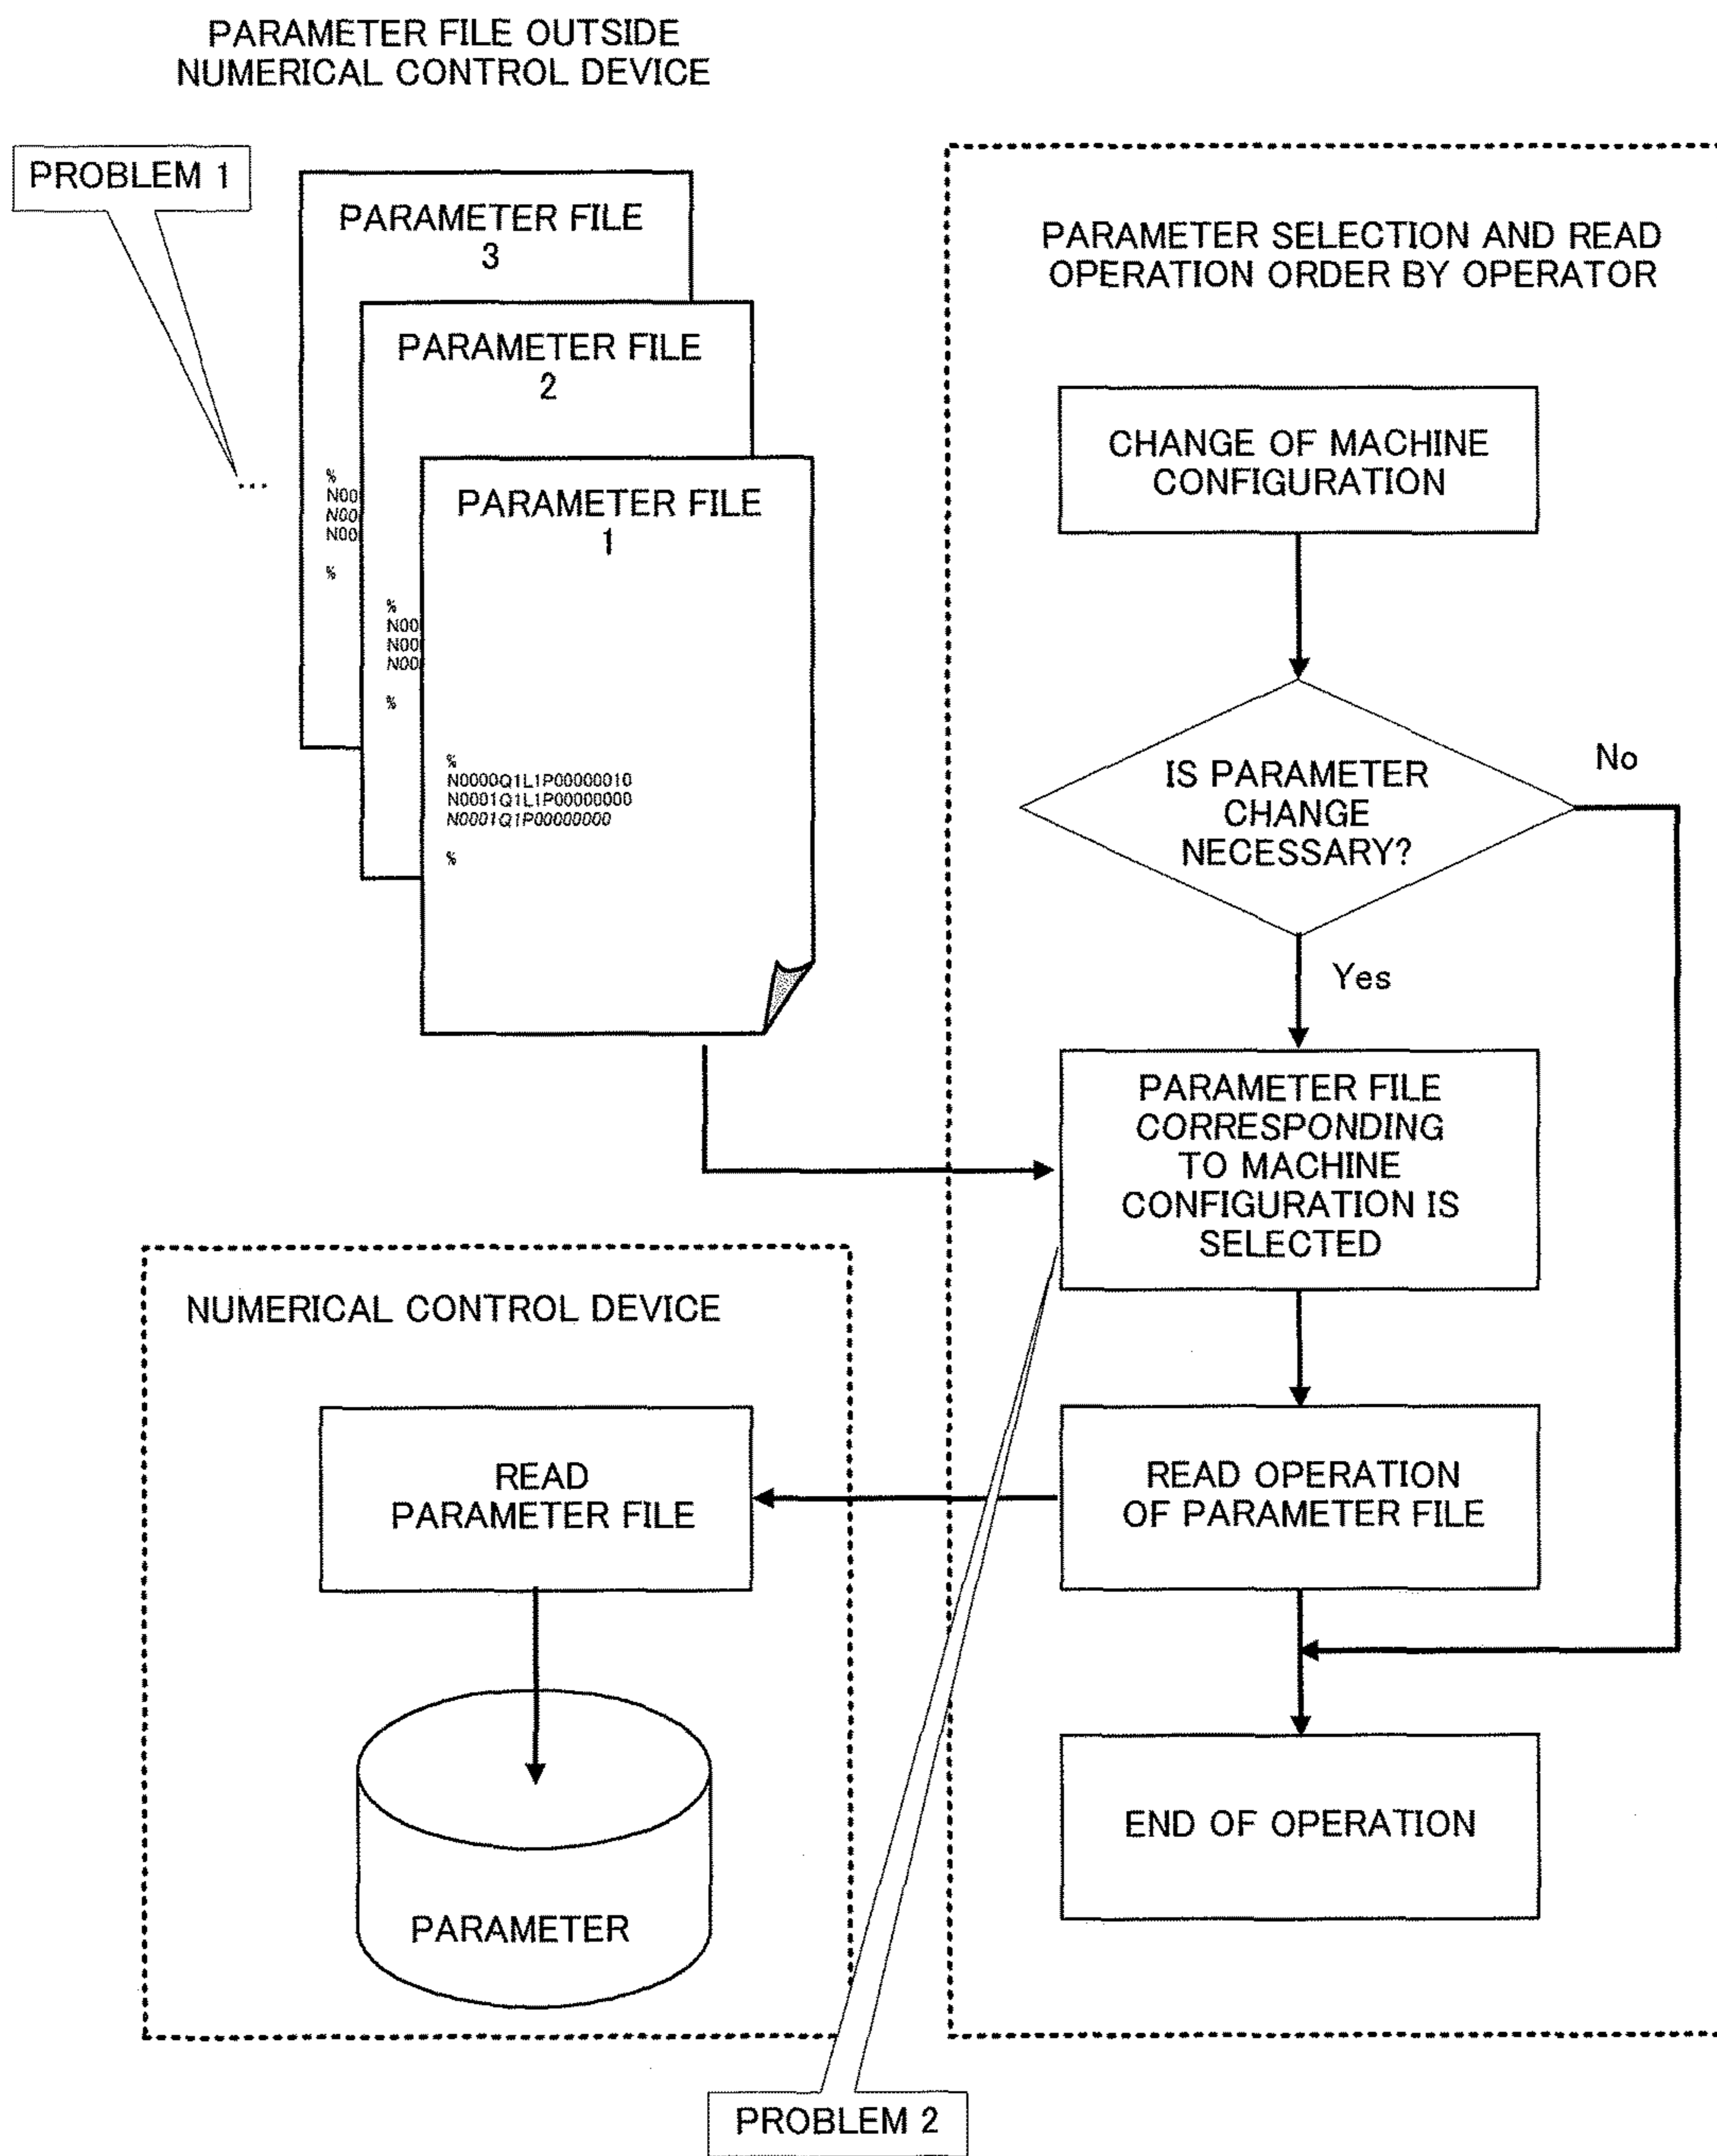 PARAMETER FILE OUTSIDE
NUMERICAL CONTROL DEVICE
PROBLEM 1
...
PARAMETER FILE
3
%
N00
N00
N00
%
PARAMETER FILE
2
%
N00
N00
N00
%
PARAMETER FILE
1
%
N0000Q1L1P00000010
N0001Q1L1P00000000
N0001Q1P00000000
%
PARAMETER SELECTION AND READ
OPERATION ORDER BY OPERATOR
CHANGE OF MACHINE
CONFIGURATION
IS PARAMETER
CHANGE
NECESSARY?
No
Yes
PARAMETER FILE
CORRESPONDING
TO MACHINE
CONFIGURATION IS
SELECTED
READ OPERATION
OF PARAMETER FILE
END OF OPERATION
NUMERICAL CONTROL DEVICE
READ
PARAMETER FILE
PARAMETER
PROBLEM 2